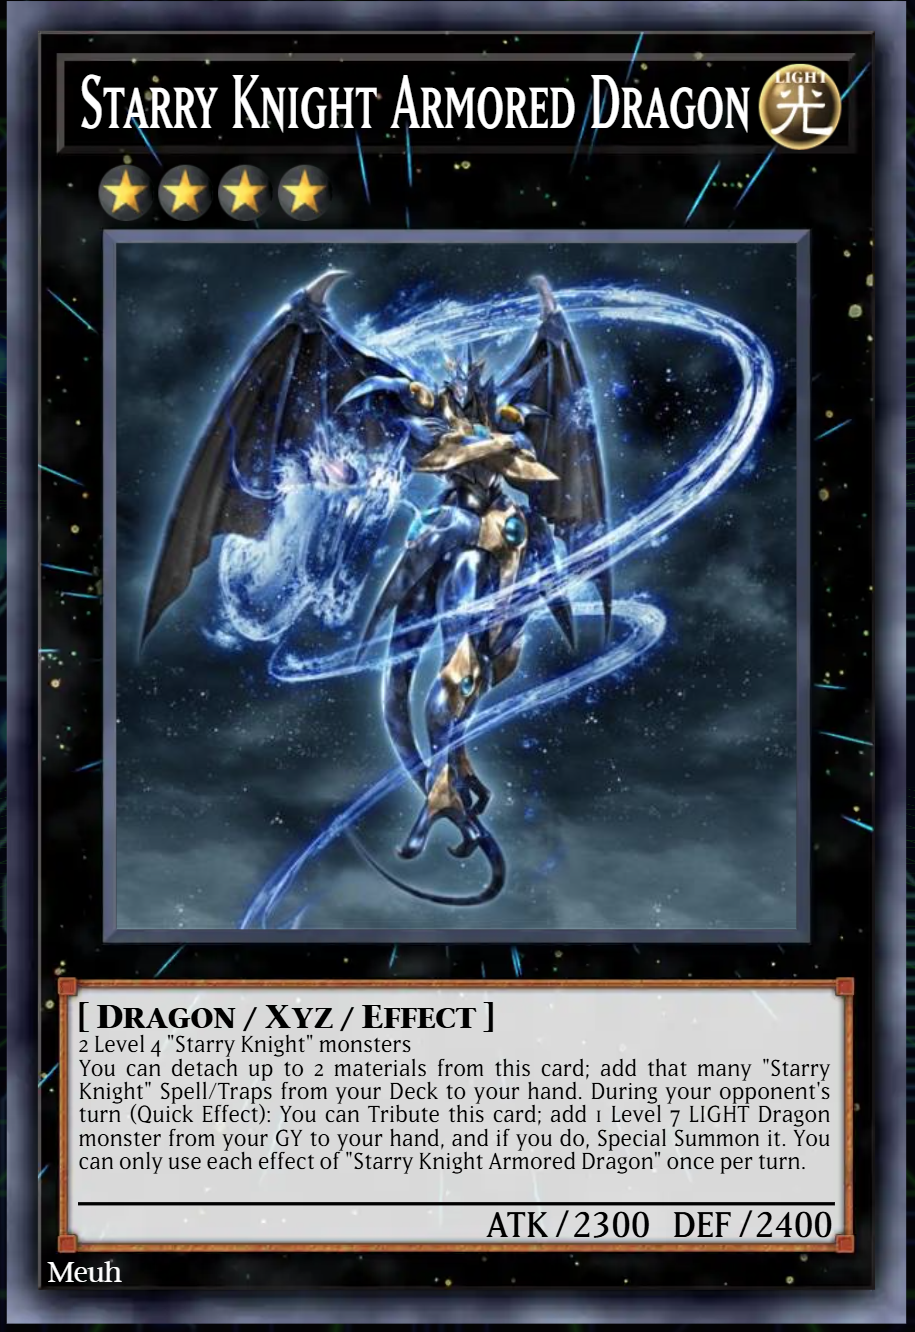 Starry Knight Armored Dragon
LIGHT
光
[ Dragon / Xyz / Effect ]
2 Level 4 "Starry Knight" monsters
You can detach up to 2 materials from this card; add that many "Starry
Knight" Spell/Traps from your Deck to your hand. During your opponent's
turn (Quick Effect): You can Tribute this card; add 1 Level 7 LIGHT Dragon
monster from your GY to your hand, and if you do, Special Summon it. You
can only use each effect of "Starry Knight Armored Dragon" once per turn.
ATK/2300 DEF/2400
Meuh